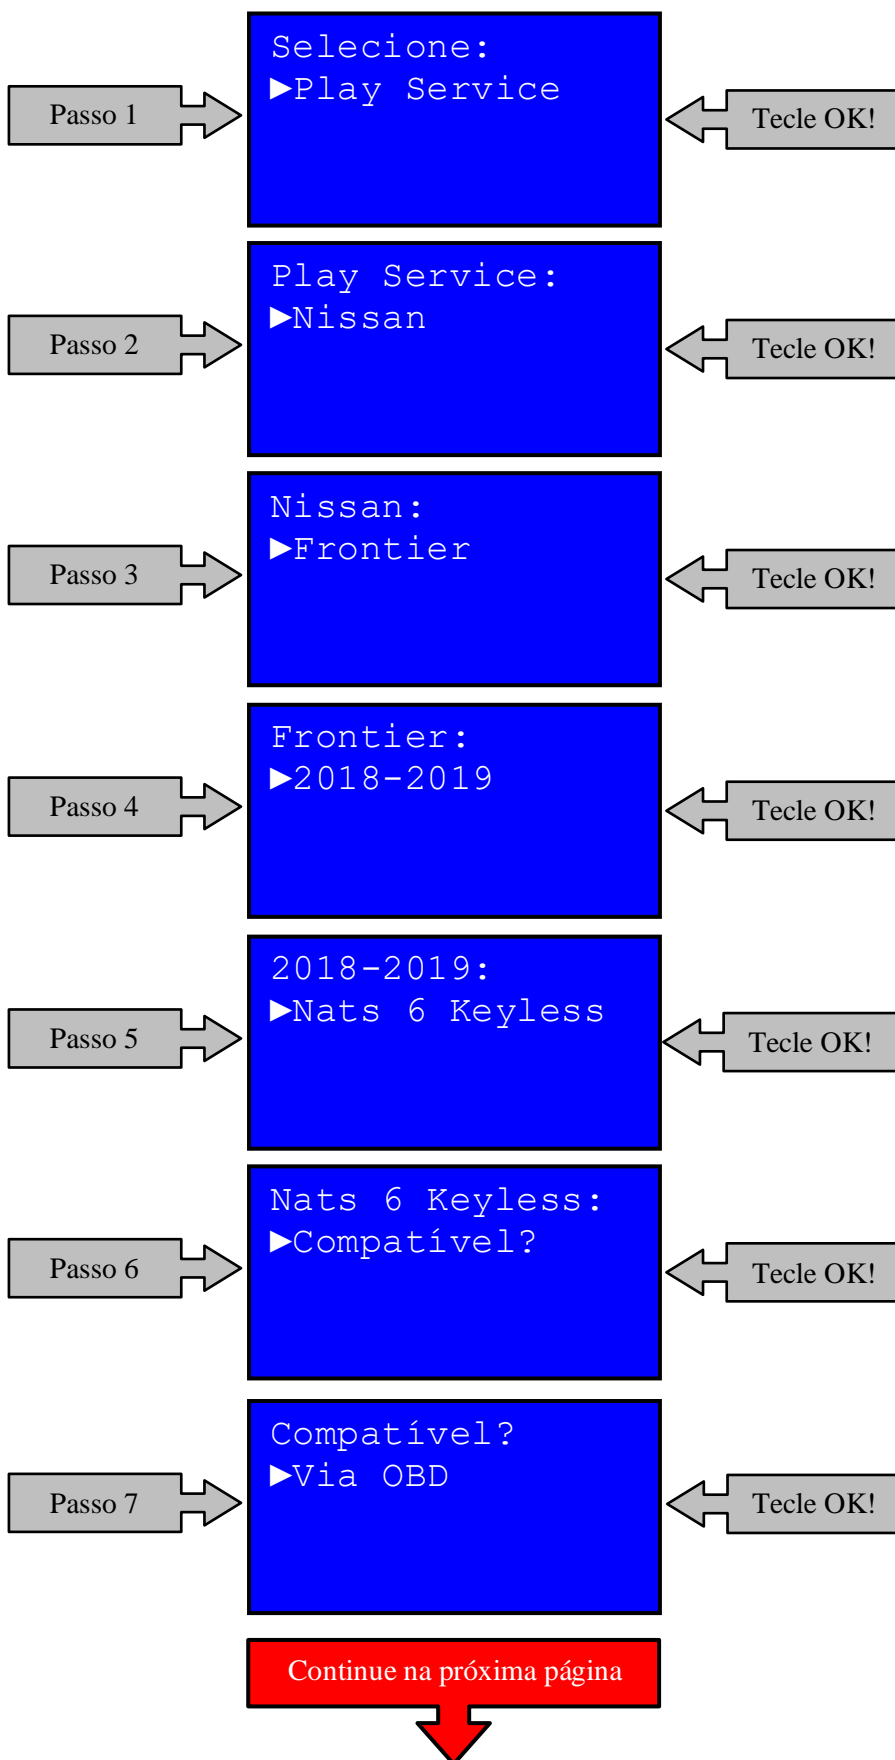 Selecione:
►Play Service
Passo 1
Tecle OK!
Play Service:
►Nissan
Passo 2
Tecle OK!
Nissan:
►Frontier
Passo 3
Tecle OK!
Frontier:
►2018-2019
Passo 4
Tecle OK!
2018-2019:
►Nats 6 Keyless
Passo 5
Tecle OK!
Nats 6 Keyless:
►Compatível?
Passo 6
Tecle OK!
Compatível?
►Via OBD
Passo 7
Tecle OK!
Continue na próxima página